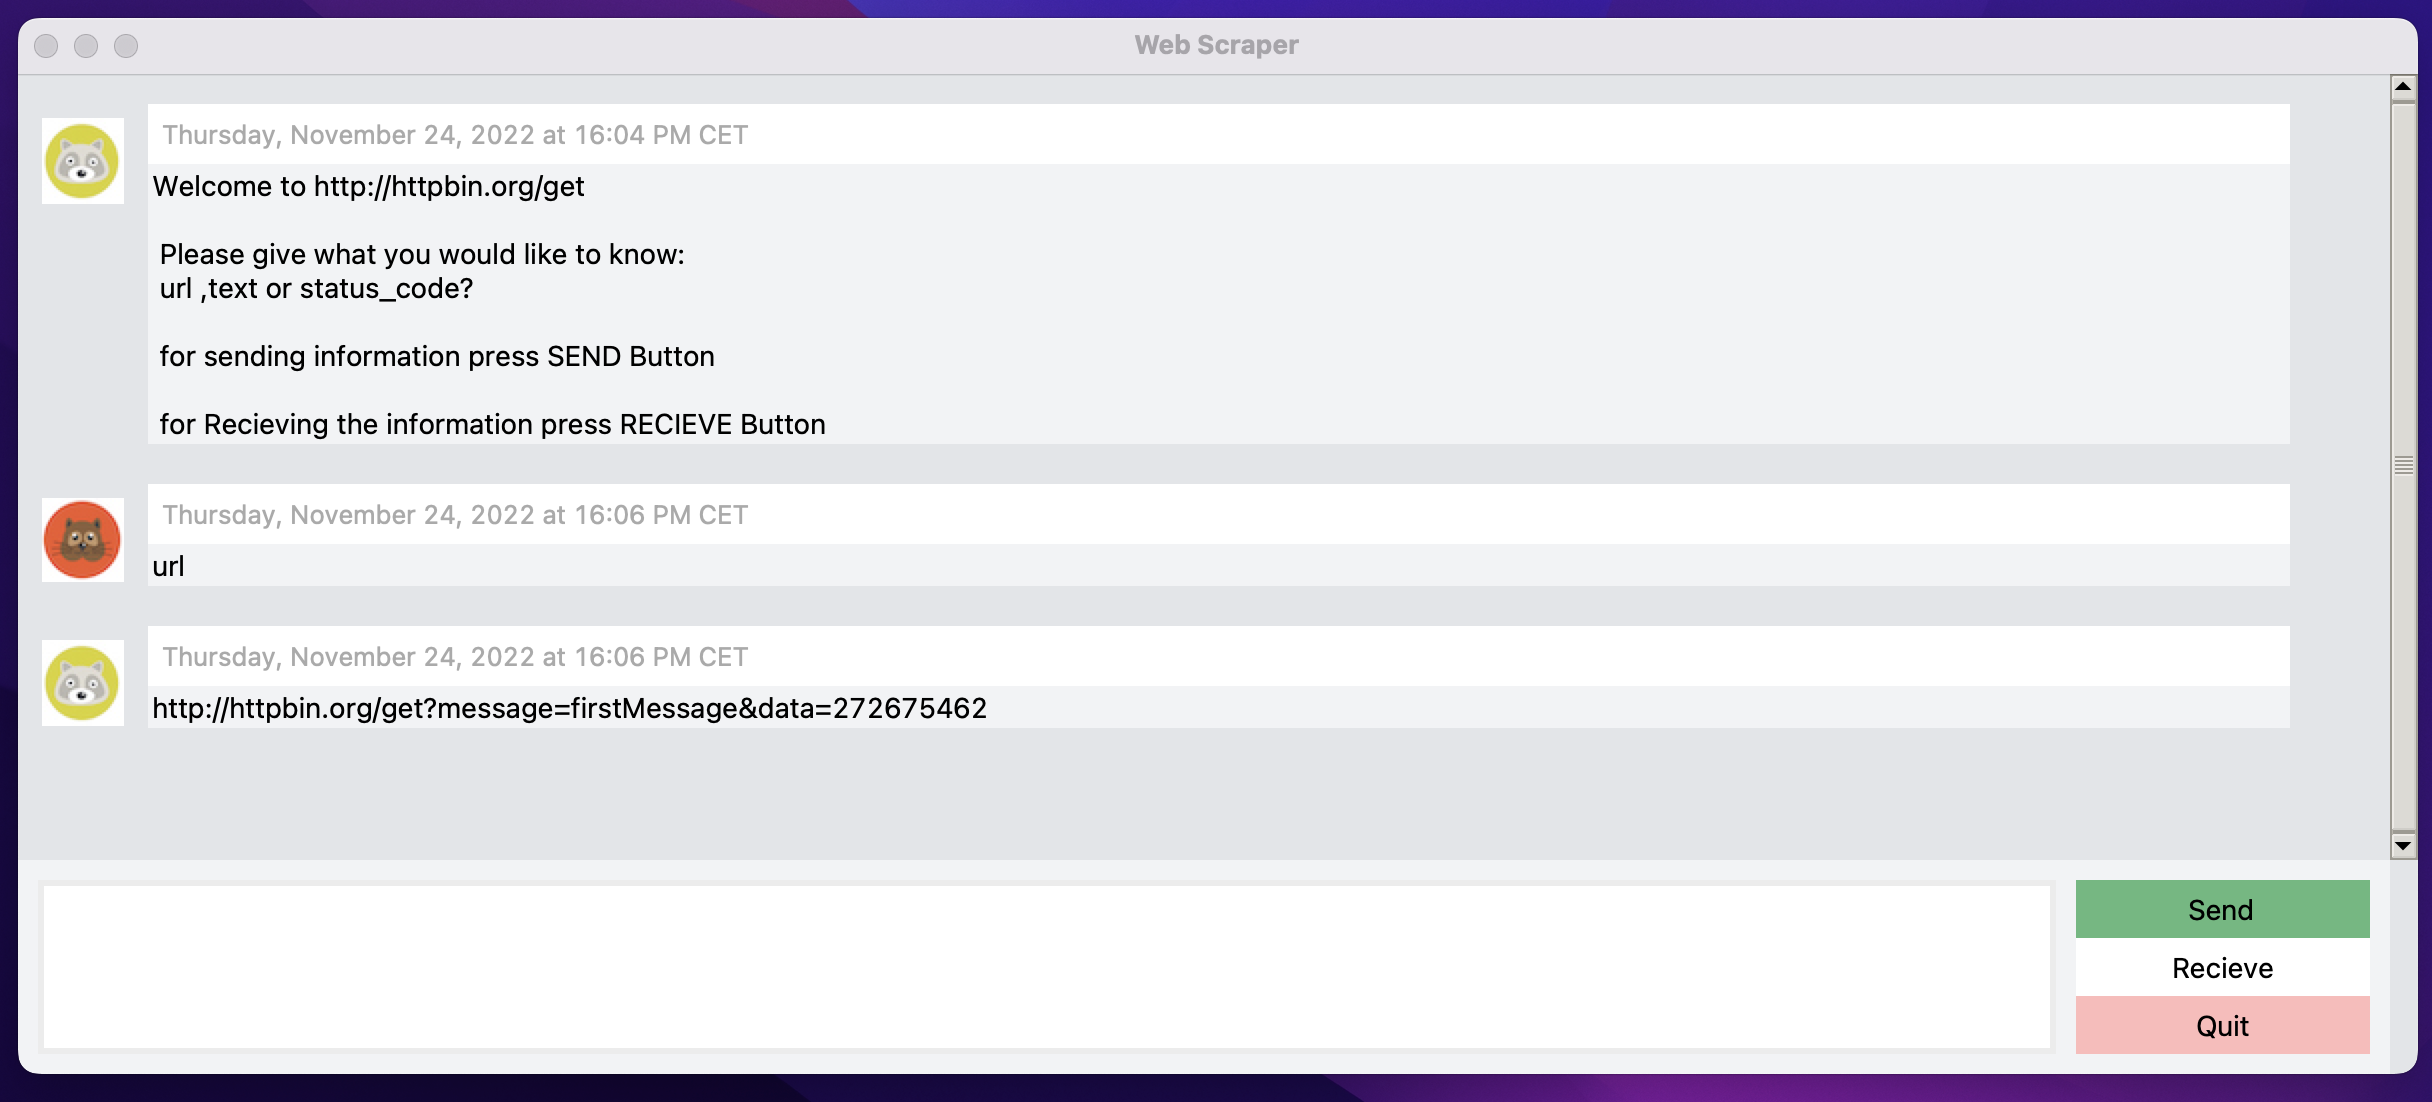 Web Scraper
Thursday, November 24, 2022 at 16:04 PM CET
Welcome to http://httpbin.org/get
Please give what you would like to know:
url ,text or status_code?
for sending information press SEND Button
for Recieving the information press RECIEVE Button
Thursday, November 24, 2022 at 16:06 PM CET
url
Thursday, November 24, 2022 at 16:06 PM CET
http://httpbin.org/get?message=firstMessage&data=272675462
Send
Recieve
Quit